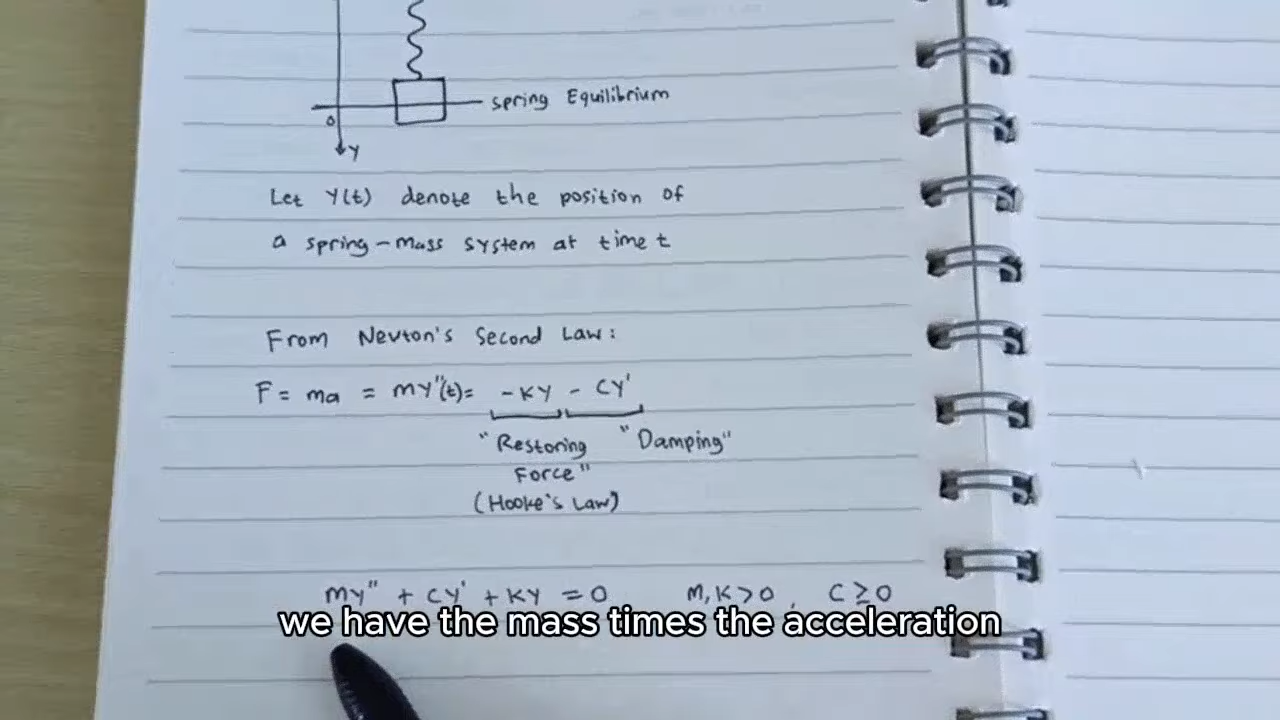 spring Equilibrium
0
Y
Let Y(t) denote the position of
a spring-mass system at time t
From Newton's Second Law:
F = ma = my"(t) = -ky - cy'
"Restoring Force" (Hooke's Law)
"Damping"
my" + cy' + ky = 0   m, k > 0, c ≥ 0
we have the mass times the acceleration